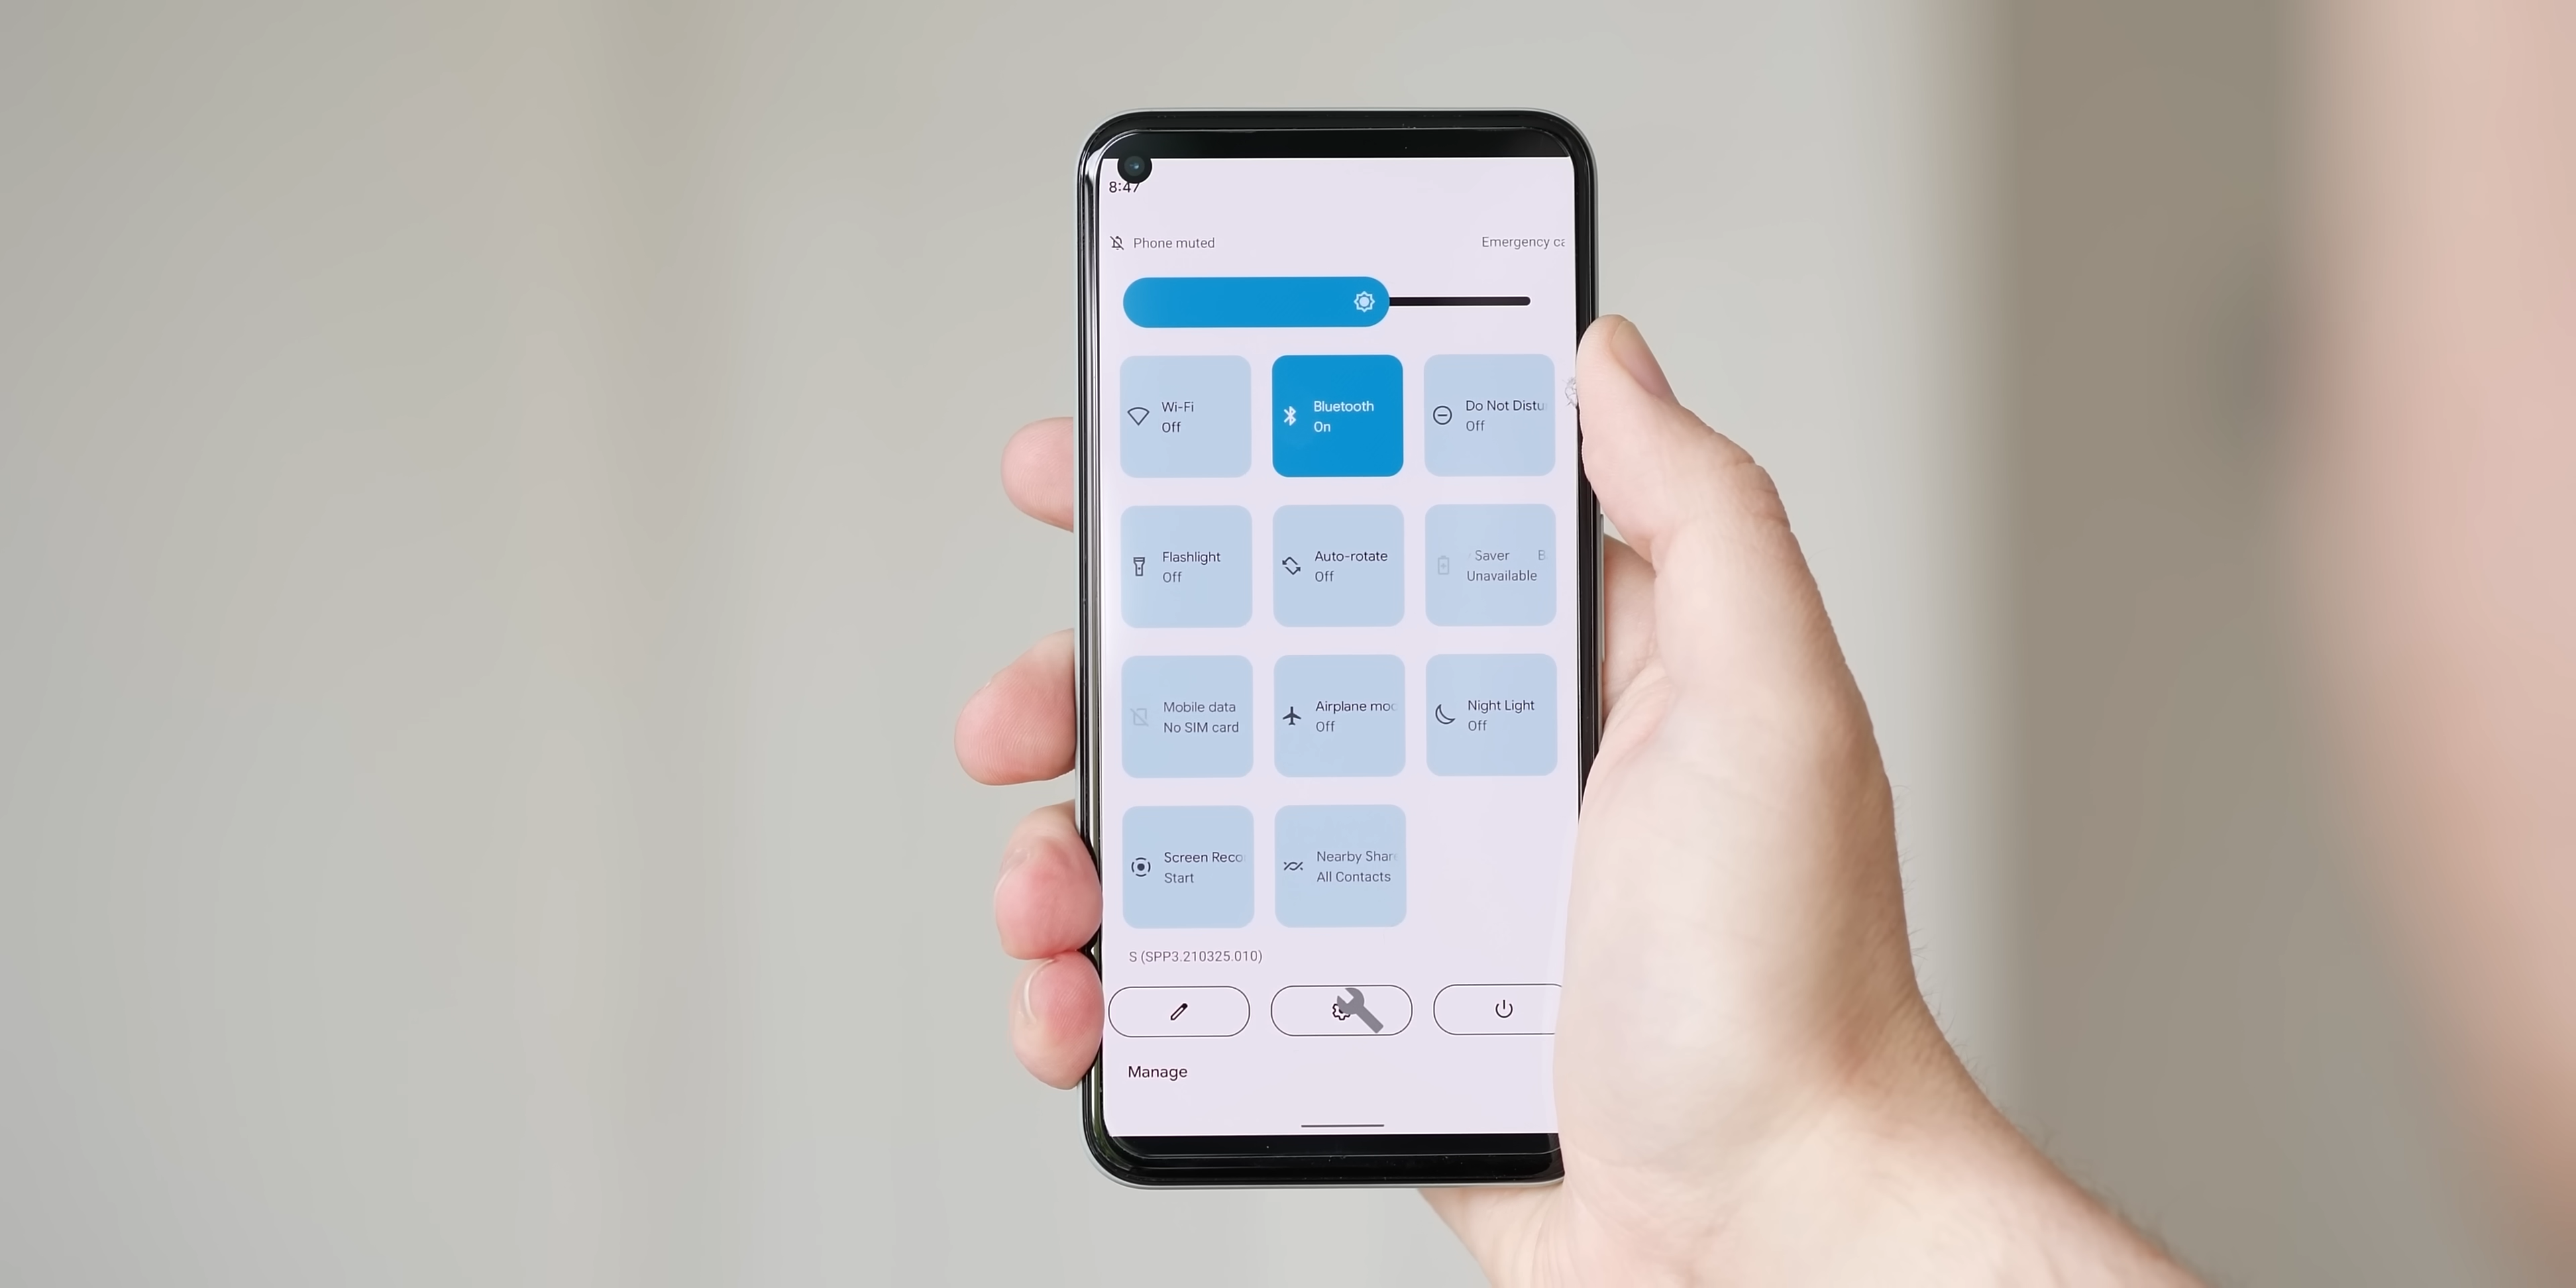 8:47
Phone muted Emergency ca
Wi-Fi Bluetooth Do Not Distu
Off On Off
Flashlight Auto-rotate Saver B
Off Off Unavailable
Mobile data Airplane mod Night Light
No SIM card Off Off
Screen Reco Nearby Shar
Start All Contacts
S (SPP3.210325.010)
Manage